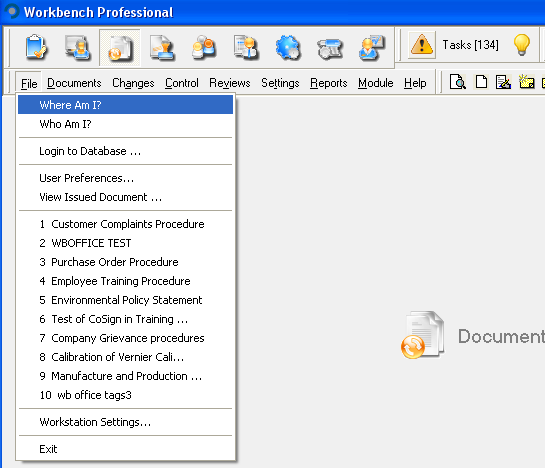 Workbench Professional
Tasks [134]
File Documents Changes Control Reviews Settings Reports Module Help
Where Am I?
Who Am I?
Login to Database ...
User Preferences...
View Issued Document ...
1 Customer Complaints Procedure
2 WBOFFICE TEST
3 Purchase Order Procedure
4 Employee Training Procedure
5 Environmental Policy Statement
6 Test of CoSign in Training ...
7 Company Grievance procedures
8 Calibration of Vernier Cali...
9 Manufacture and Production ...
10 wb office tags3
Workstation Settings...
Exit
Document